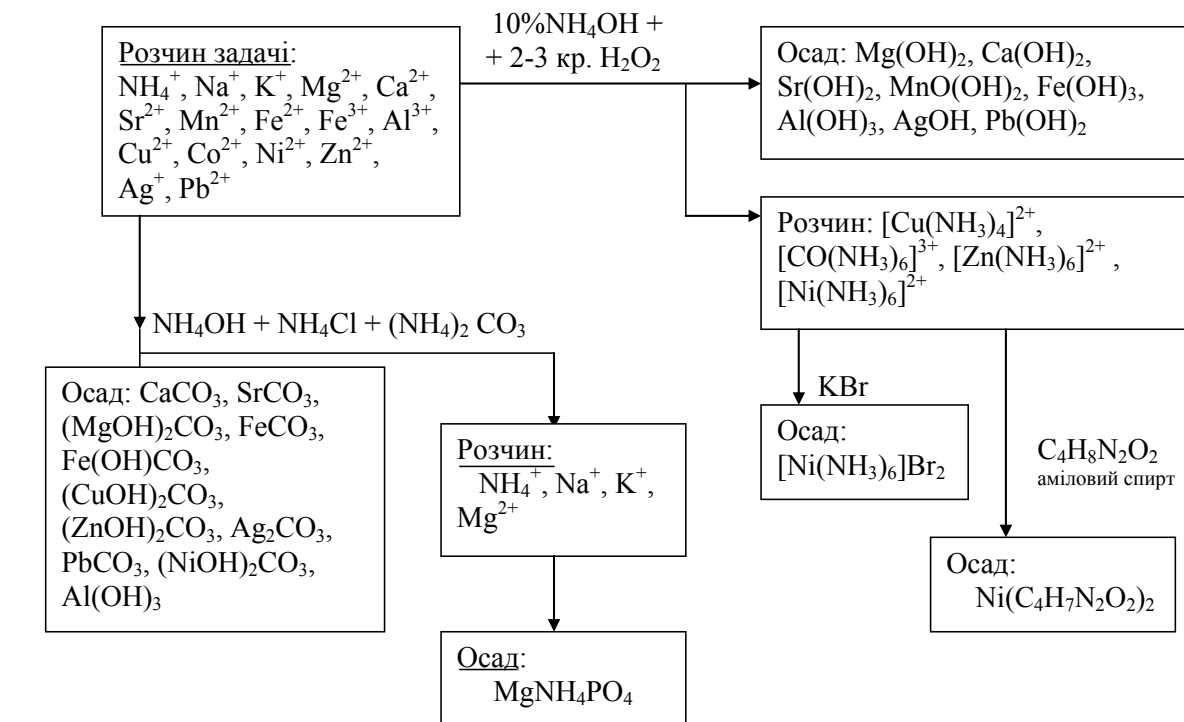 Розчин задачі:
NH₄⁺, Na⁺, K⁺, Mg²⁺, Ca²⁺,
Sr²⁺, Mn²⁺, Fe²⁺, Fe³⁺, Al³⁺,
Cu²⁺, Co²⁺, Ni²⁺, Zn²⁺,
Ag⁺, Pb²⁺
10%NH₄OH +
+ 2-3 кр. H₂O₂
Осад: Mg(OH)₂, Ca(OH)₂,
Sr(OH)₂, MnO(OH)₂, Fe(OH)₃,
Al(OH)₃, AgOH, Pb(OH)₂
Розчин: [Cu(NH₃)₄]²⁺,
[CO(NH₃)₆]³⁺, [Zn(NH₃)₆]²⁺ ,
[Ni(NH₃)₆]²⁺
NH₄OH + NH₄Cl + (NH₄)₂ CO₃
Осад: CaCO₃, SrCO₃,
(MgOH)₂CO₃, FeCO₃,
Fe(OH)CO₃,
(CuOH)₂CO₃,
(ZnOH)₂CO₃, Ag₂CO₃,
PbCO₃, (NiOH)₂CO₃,
Al(OH)₃
Розчин:
NH₄⁺, Na⁺, K⁺,
Mg²⁺
Осад:
MgNH₄PO₄
KBr
Осад:
[Ni(NH₃)₆]Br₂
C₄H₈N₂O₂
аміловий спирт
Осад:
Ni(C₄H₇N₂O₂)₂